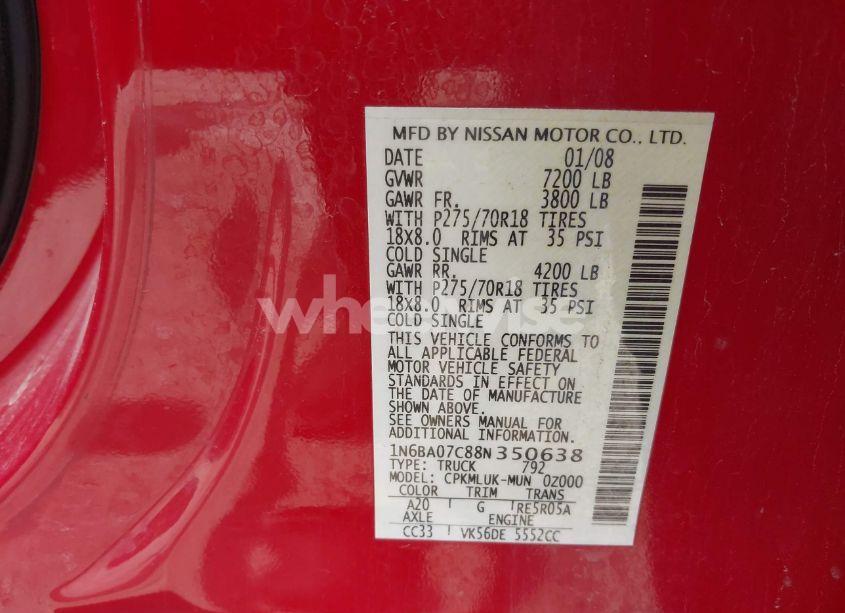 MFD BY NISSAN MOTOR CO., LTD.
DATE 01/08
GVWR 7200 LB
GAWR FR. 3800 LB
WITH P275/70R18 TIRES
18X8.0 RIMS AT 35 PSI
COLD SINGLE
GAWR RR. 4200 LB
WITH P275/70R18 TIRES
18X8.0 RIMS AT 35 PSI
COLD SINGLE
THIS VEHICLE CONFORMS TO
ALL APPLICABLE FEDERAL
MOTOR VEHICLE SAFETY
STANDARDS IN EFFECT ON
THE DATE OF MANUFACTURE
SHOWN ABOVE.
SEE OWNERS MANUAL FOR
ADDITIONAL INFORMATION.
1N6BA07C88N350638
TYPE: TRUCK 792
MODEL: CPKMLUK-MUN 0Z000
COLOR TRIM TRANS
A20 G RE5R05A
AXLE ENGINE
CC33 VK56DE 5552CC